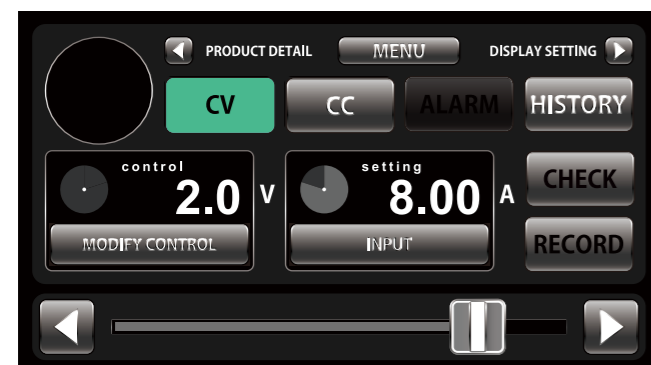 PRODUCT DETAIL MENU DISPLAY SETTING
CV CC ALARM HISTORY
control setting
2.0 V 8.00 A CHECK
MODIFY CONTROL INPUT RECORD